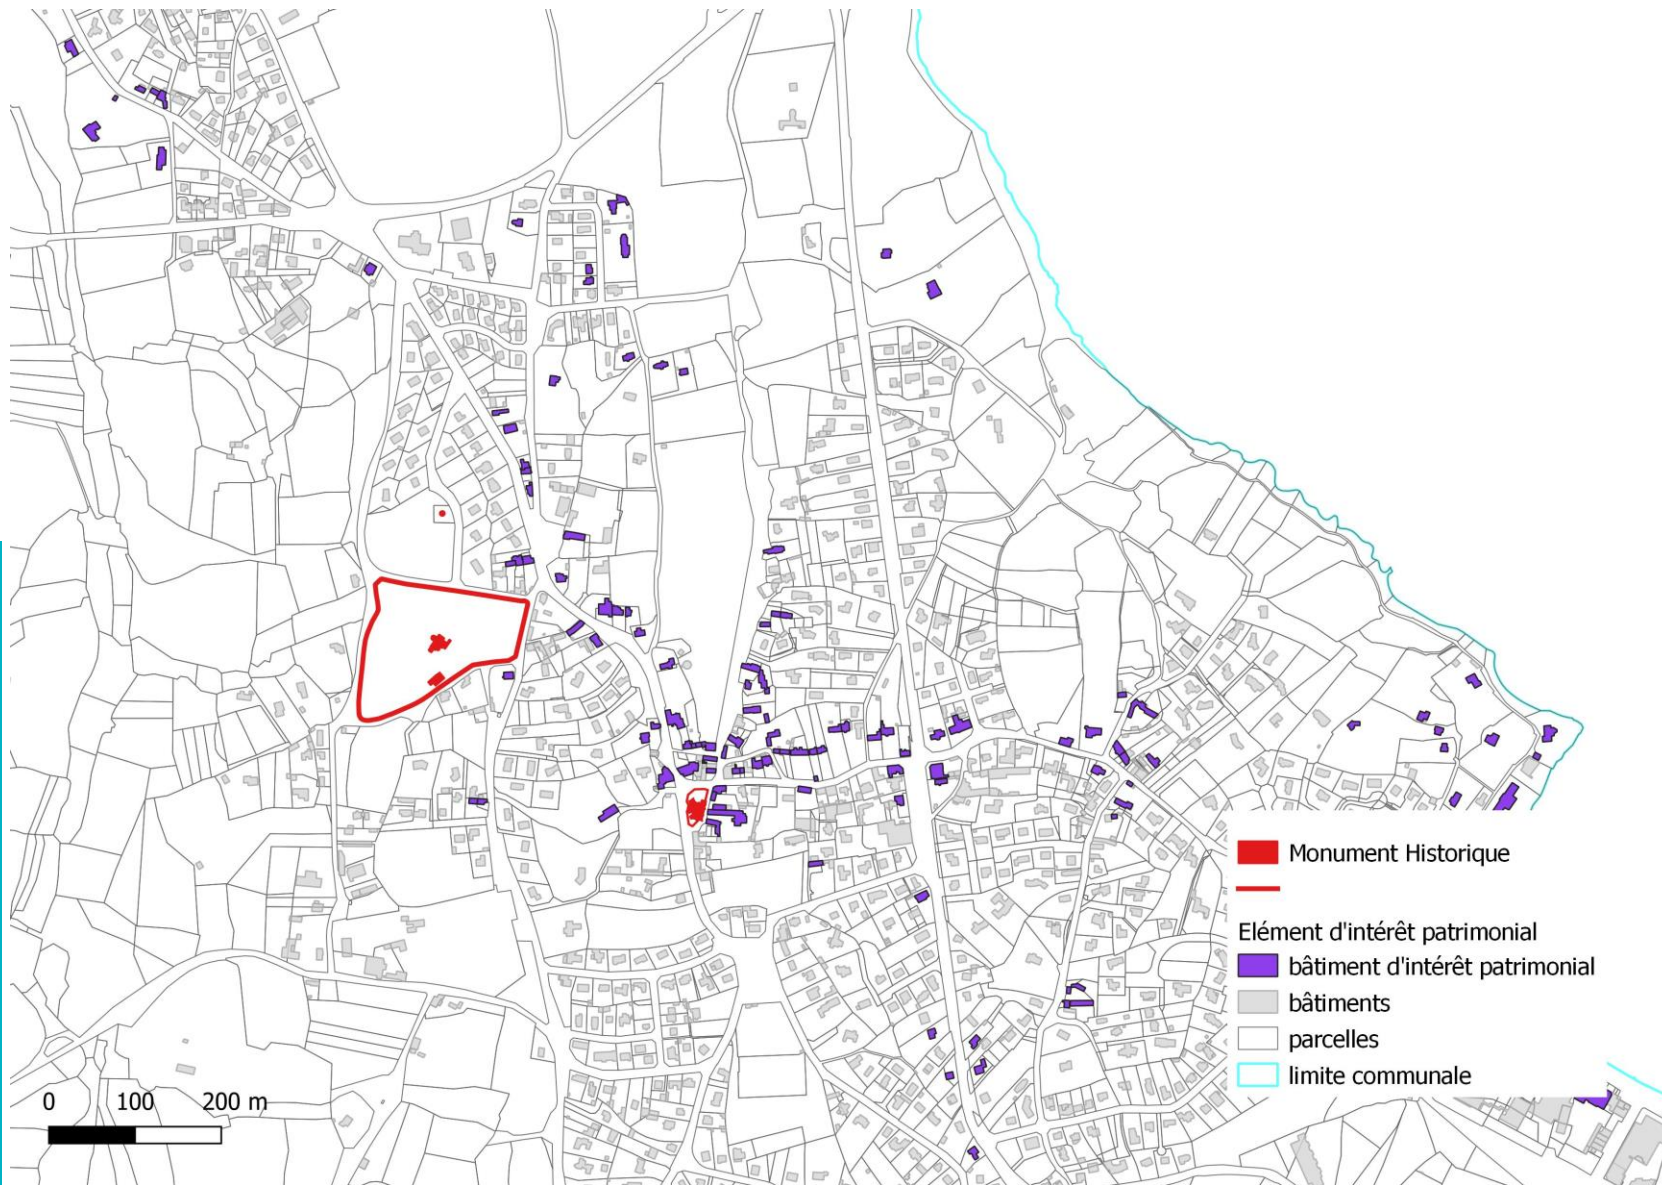 Monument Historique
Elément d'intérêt patrimonial
bâtiment d'intérêt patrimonial
bâtiments
parcelles
limite communale
0 100 200 m